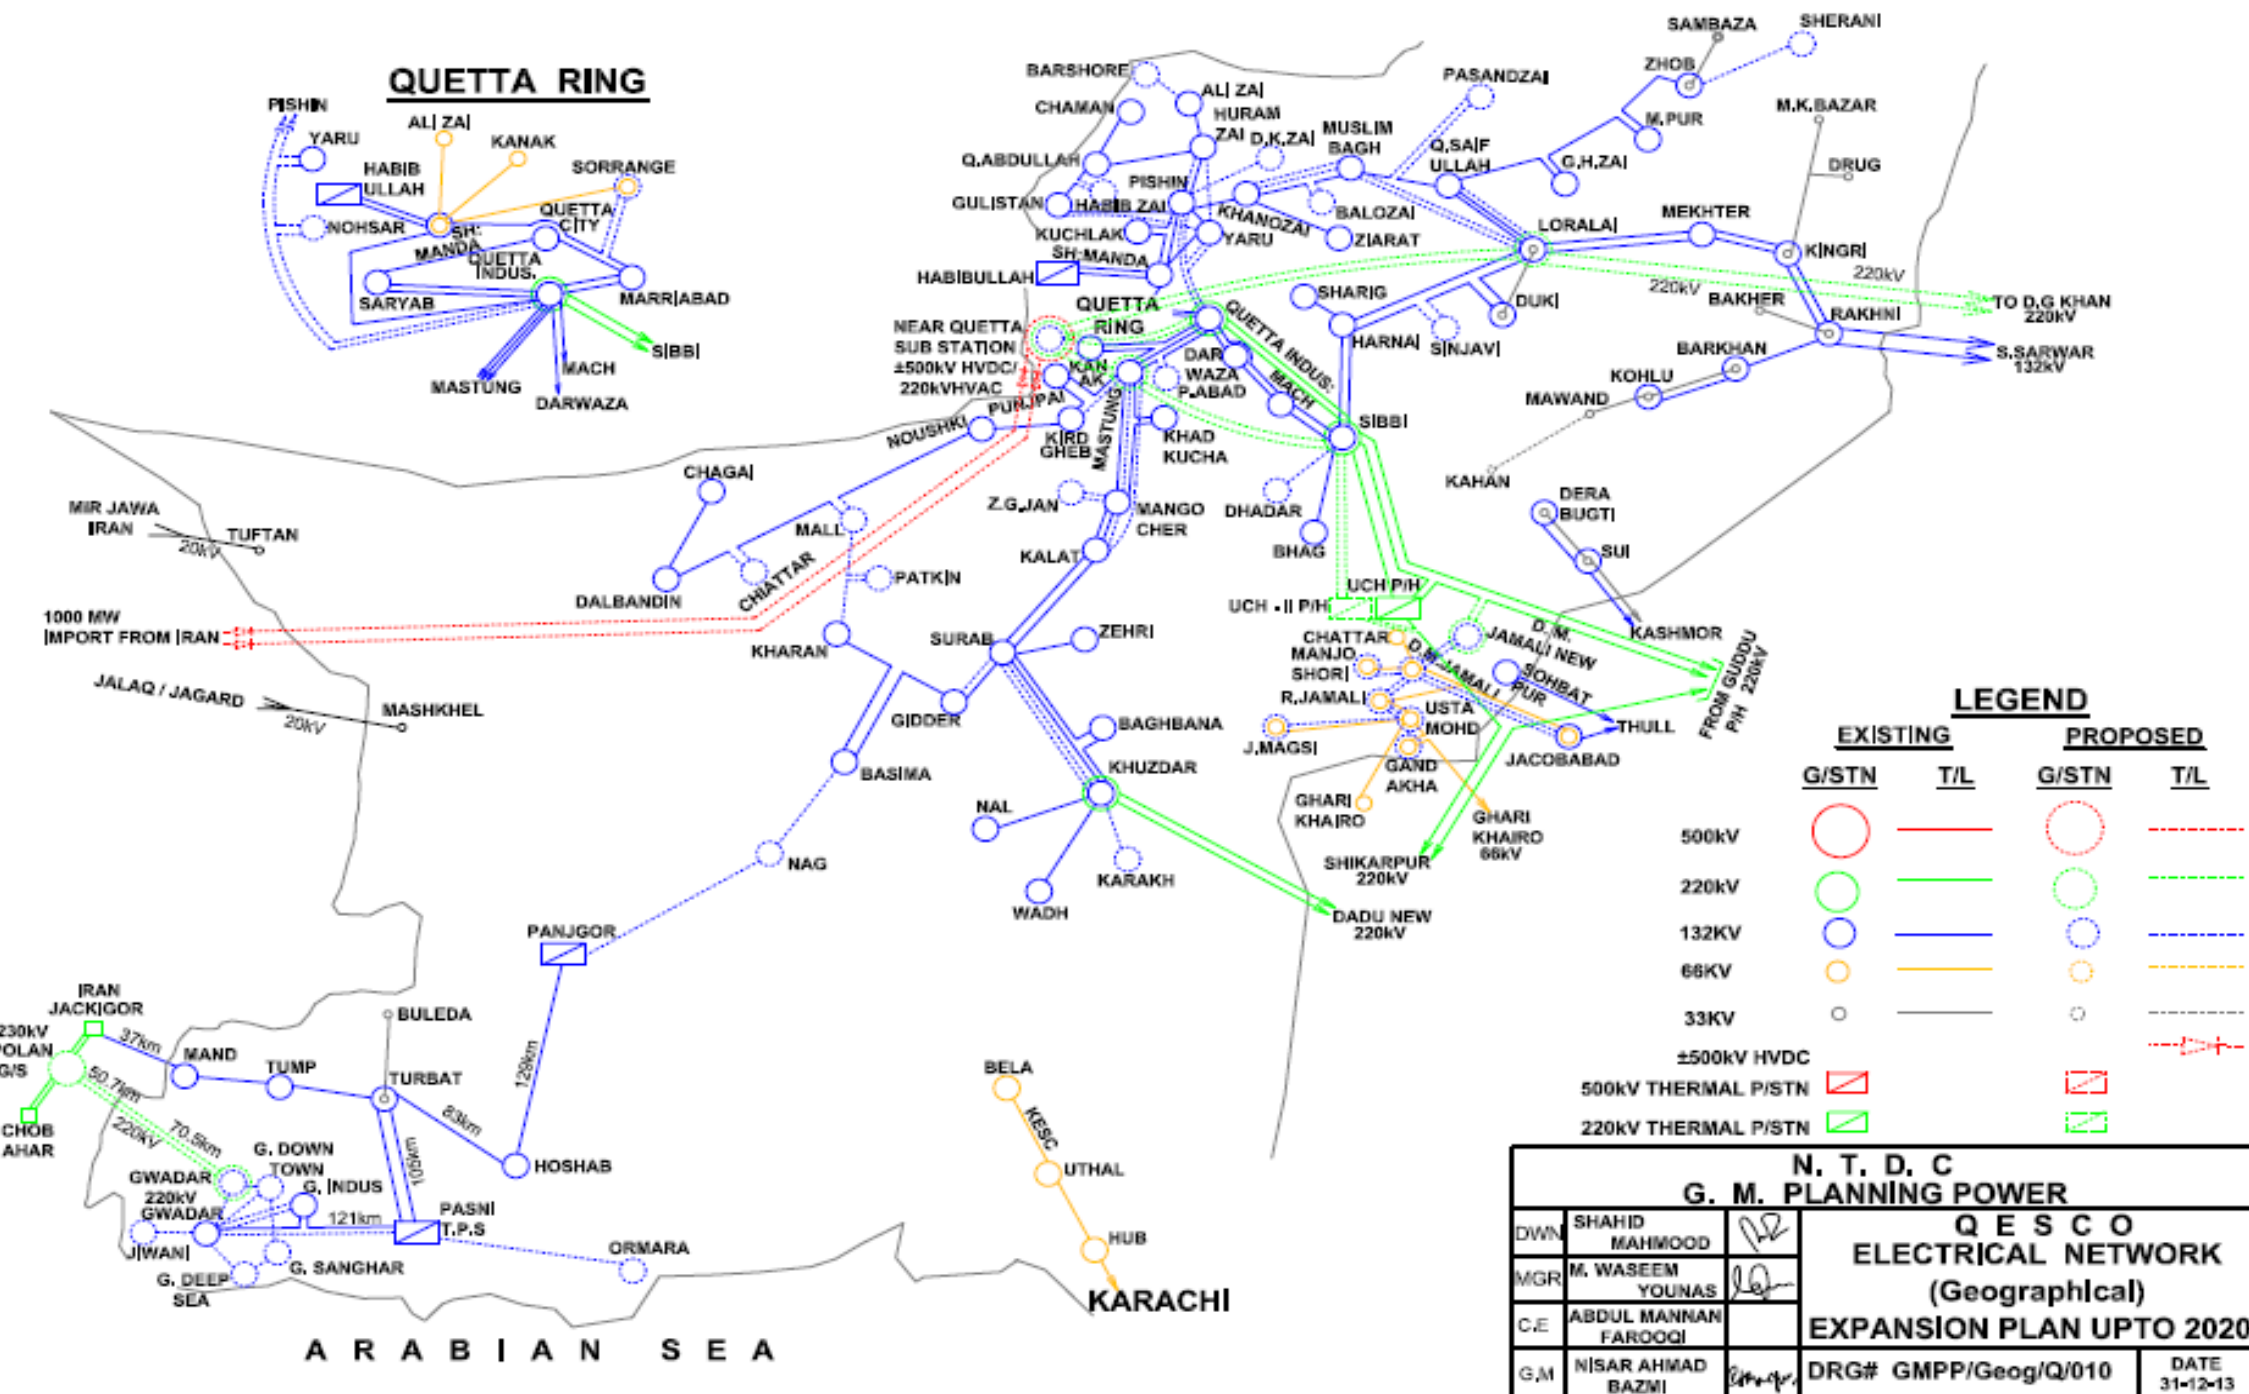 QUETTA RING
PISHIN
YARU
ALI ZAI
KANAK
SORRANGE
HABIB
ULLAH
NOHSAR
SH:
MANDA
QUETTA
CITY
QUETTA
INDUS.
SARYAB
MARRIABAD
SIBBI
MACH
MASTUNG
DARWAZA
BARSHORE
ALI ZAI
CHAMAN
HURAM
ZAI
D.K.ZAI
MUSLIM
BAGH
PASANDZAI
SAMBAZA
SHERANI
ZHOB
M.PUR
M.K.BAZAR
DRUG
Q.ABDULLAH
Q.SAIF
ULLAH
G.H.ZAI
GULISTAN
HABIB ZAI
PISHIN
KHANOZAI
BALOZAI
ZIARAT
KUCHLAK
YARU
SH:MANDA
HABIBULLAH
LORALAI
MEKHTER
KINGRI
220kV
220kV
TO D.G KHAN
220kV
BAKHER
RAKHNI
S.SARWAR
132kV
BARKHAN
KOHLU
MAWAND
KAHAN
SHARIG
DUKI
HARNAI
SINJAVI
QUETTA
RING
NEAR QUETTA
SUB STATION
±500kV HVDC/
220kVHVAC
KAN
AK
DAR
WAZA
P.ABAD
QUETTA INDUS:
MACH
SIBBI
PUNJPAI
NOUSHKI
KIRD
GHEB
MASTUNG
KHAD
KUCHA
Z.G.JAN
MANGO
CHER
KALAT
DHADAR
BHAG
DERA
BUGTI
SUI
KASHMOR
CHAGAI
MALL
CHIATTAR
DALBANDIN
PATKIN
KHARAN
MIR JAWA
IRAN
20kV
TUFTAN
1000 MW
IMPORT FROM IRAN
JALAQ / JAGARD
20kV
MASHKHEL
SURAB
ZEHRI
GIDDER
BASIMA
BAGHBANA
KHUZDAR
NAL
WADH
KARAKH
NAG
PANJGOR
UCH P/H
UCH - II P/H
CHATTAR
MANJO
SHORI
D.M.JAMALI
D. M.
JAMALI NEW
SOHBAT
PUR
R.JAMALI
USTA
MOHD
J.MAGSI
GAND
AKHA
THULL
JACOBABAD
FROM GUDDU
P/H 220kV
GHARI
KHAIRO
GHARI
KHAIRO
66kV
SHIKARPUR
220kV
DADU NEW
220kV
LEGEND
EXISTING PROPOSED
G/STN T/L G/STN T/L
500kV
220kV
132KV
66KV
33KV
±500kV HVDC
500kV THERMAL P/STN
220kV THERMAL P/STN
IRAN
JACKIGOR
230kV
POLAN
G/S
CHOB
AHAR
37km
50.7km
220kV
70.5km
MAND
TUMP
BULEDA
TURBAT
83km
129km
105km
HOSHAB
G. DOWN
TOWN
GWADAR
220kV
GWADAR
G. INDUS
121km
PASNI
T.P.S
JIWANI
G. DEEP
SEA
G. SANGHAR
ORMARA
BELA
KESC
UTHAL
HUB
KARACHI
ARABIAN SEA
N. T. D. C
G. M. PLANNING POWER
DWN SHAHID
MAHMOOD
MGR M. WASEEM
YOUNAS
C.E ABDUL MANNAN
FAROOQI
G.M NISAR AHMAD
BAZMI
Q E S C O
ELECTRICAL NETWORK
(Geographical)
EXPANSION PLAN UPTO 2020
DRG# GMPP/Geog/Q/010
DATE
31-12-13